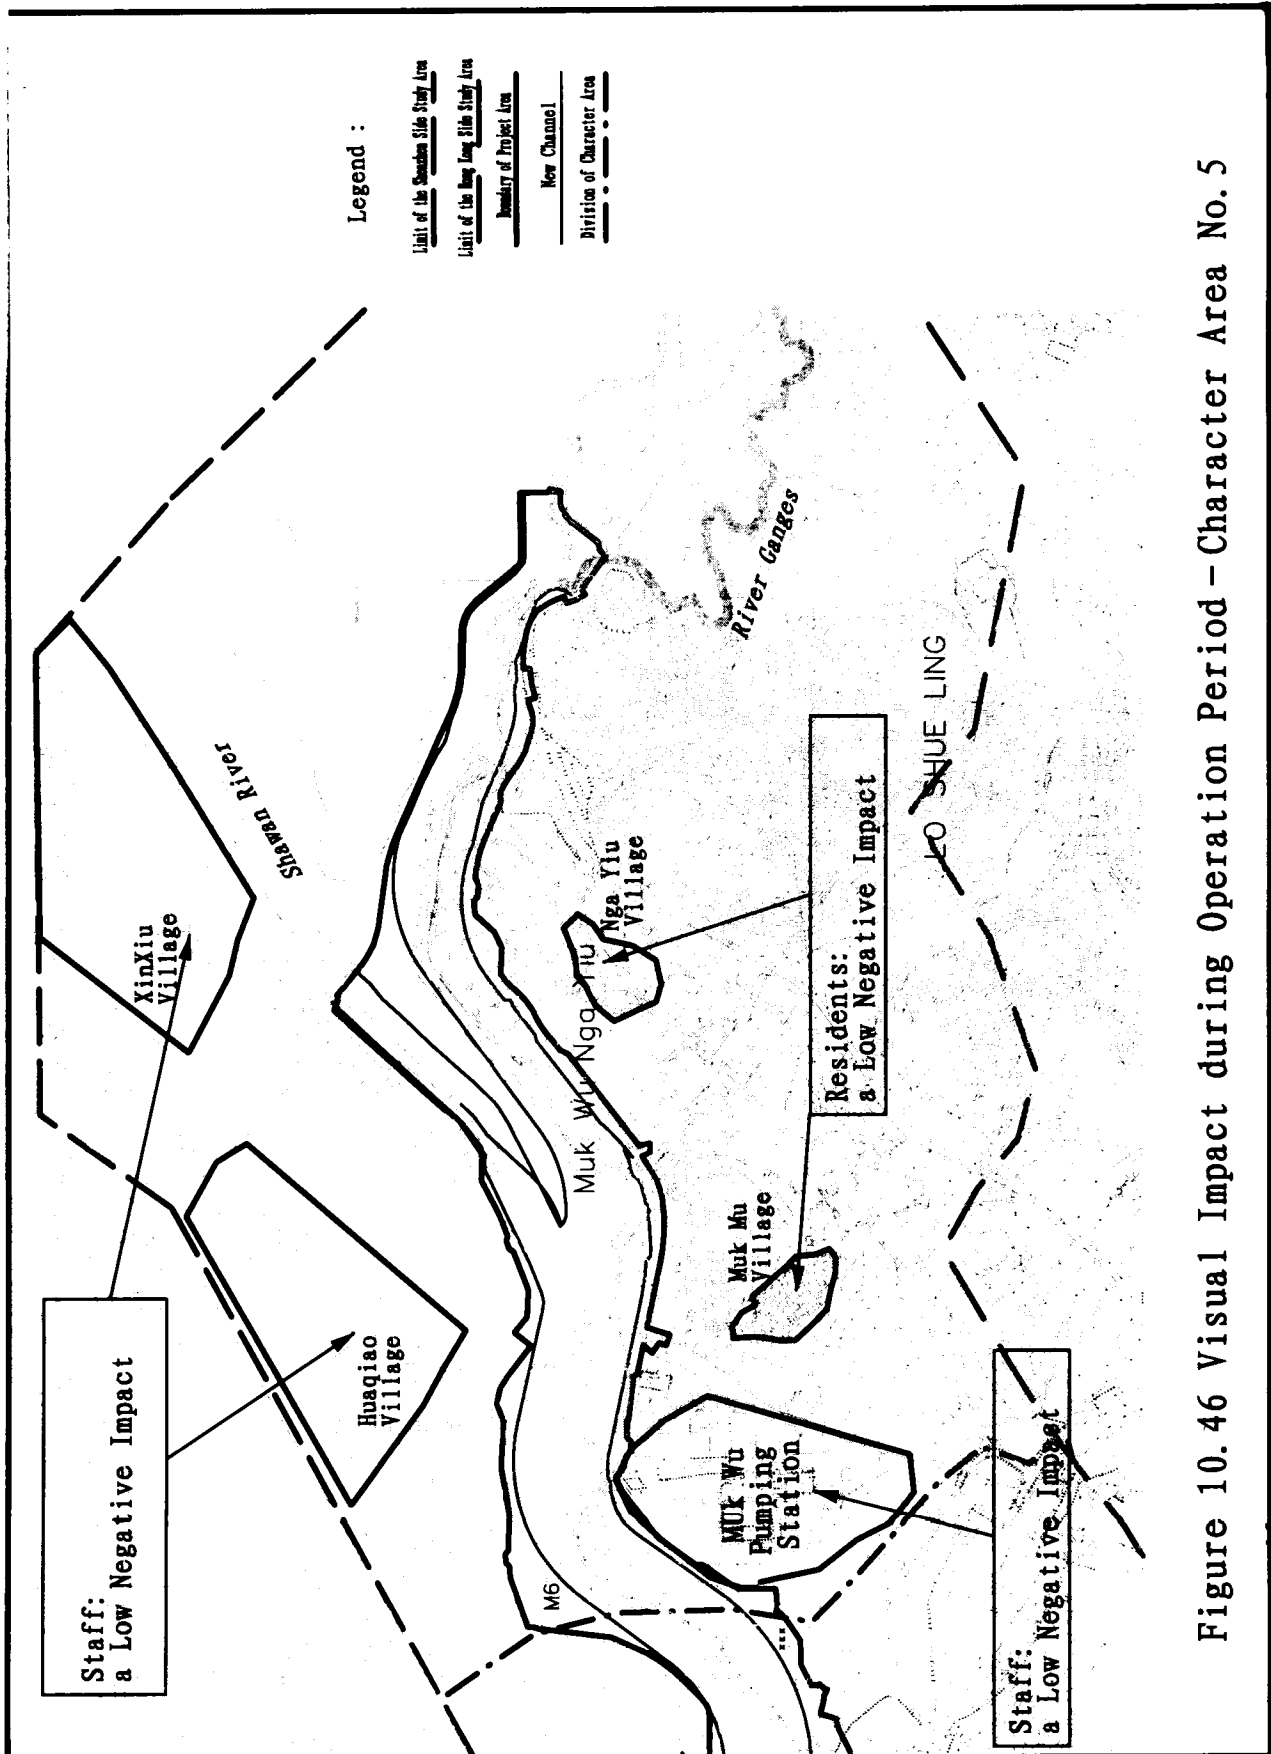 Legend :
Limit of the Shenzhen Side Study Area
Limit of the Hong Kong Side Study Area
Boundary of Project Area
New Channel
Division of Character Area
Staff:
a Low Negative Impact
XinXiu
Village
Shawan River
Huaqiao
Village
M6
Muk Wu Nga Yiu
Nga Yiu
Village
River Ganges
Muk Mu
Village
Residents:
a Low Negative Impact
MUk Wu
Pumping
Station
LO SHUE LING
Staff:
a Low Negative Impact
Figure 10.46 Visual Impact during Operation Period-Character Area No.5